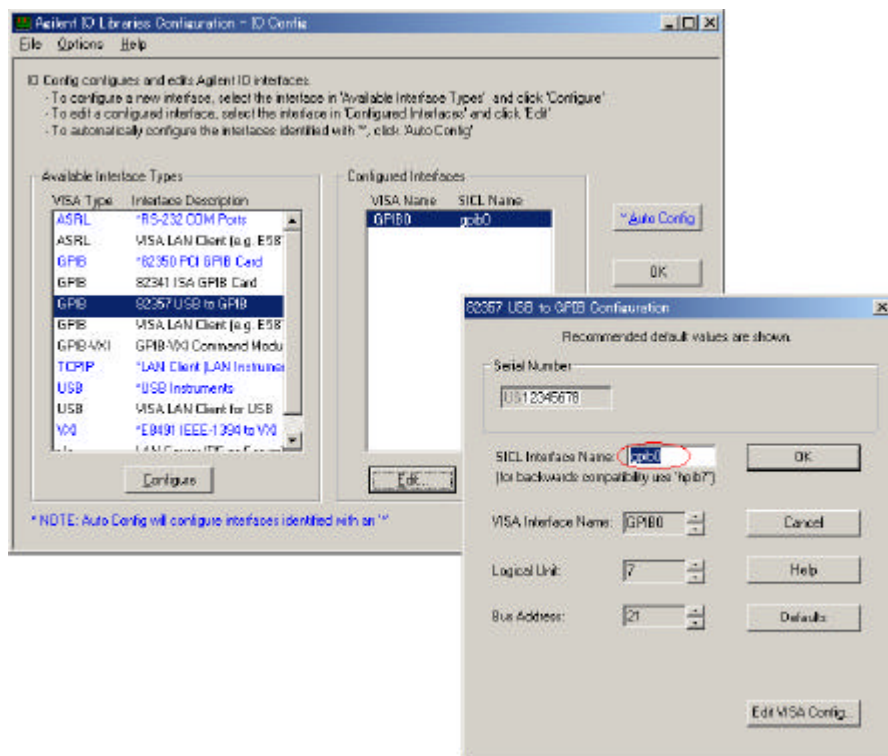 Agilent IO Libraries Configuration - IO Config
File Options Help
IO Config configures and edits Agilent IO interfaces.
- To configure a new interface, select the interface in 'Available Interface Types' and click 'Configure'
- To edit a configured interface, select the interface in 'Configured Interfaces' and click 'Edit'
- To automatically configure the interfaces identified with '*', click 'Auto Config'
Available Interface Types
VISA Type Interface Description
ASRL *RS-232 COM Ports
ASRL VISA LAN Client (e.g. E58
GPIB *82350 PCI GPIB Card
GPIB 82341 ISA GPIB Card
GPIB 82357 USB to GPIB
GPIB VISA LAN Client (e.g. E58
GPIB-VXI GPIB-VXI Command Modu
TCPIP *LAN Client (LAN Instrumen
USB *USB Instruments
USB VISA LAN Client for USB
VXI *E8491 IEEE-1394 to VXI
Configure
Configured Interfaces
VISA Name SICL Name
GPIB0 gpib0
Edit...
* Auto Config
OK
* NOTE: Auto Config will configure interfaces identified with an '*'
82357 USB to GPIB Configuration
Recommended default values are shown.
Serial Number
US12345678
SICL Interface Name: gpib0
(for backwards compatibility use "hpib7")
OK
VISA Interface Name: GPIB0
Cancel
Logical Unit: 7
Help
Bus Address: 21
Defaults
Edit VISA Config...